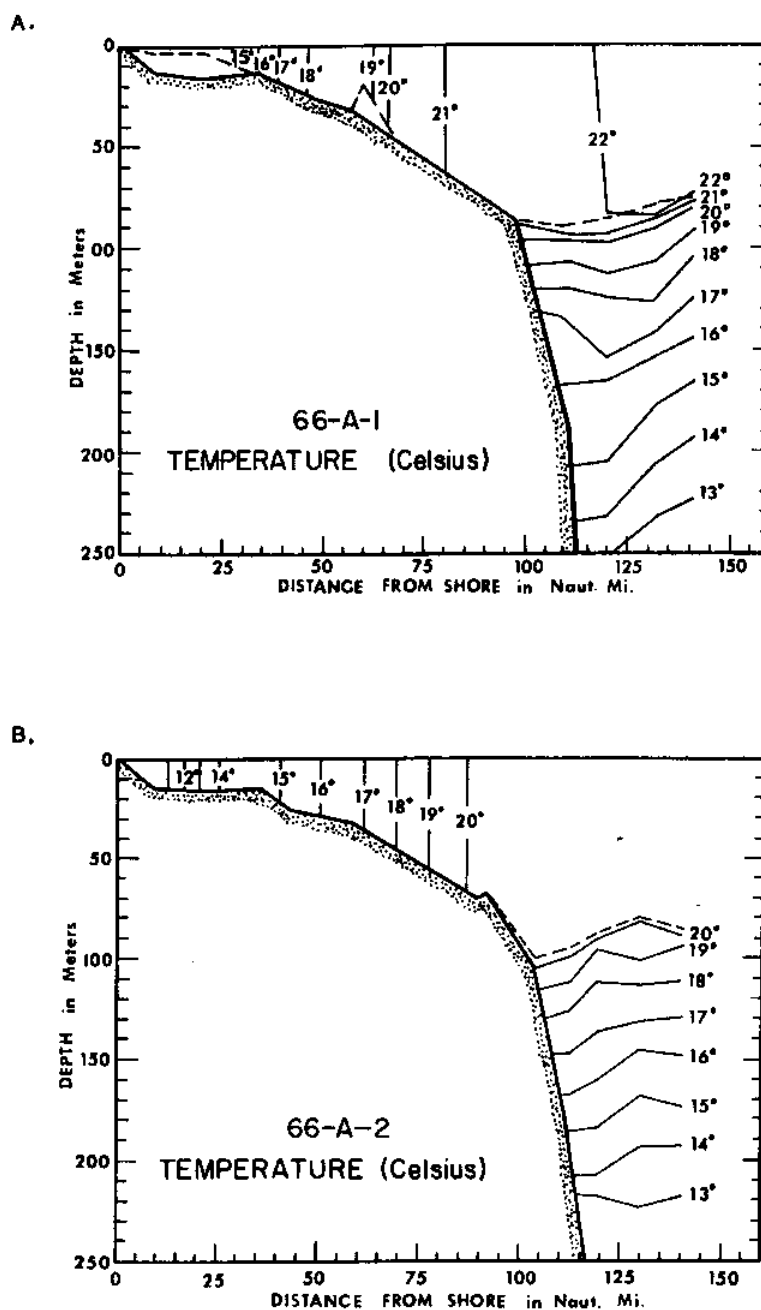 A.
0
15° 16° 17° 18° 19° 20° 21° 22°
50
22°
21°
20°
19°
00
18°
17°
150
16°
15°
66-A-1
200
14°
TEMPERATURE (Celsius)
13°
250
DEPTH in Meters
0 25 50 75 100 125 150
DISTANCE FROM SHORE in Naut. Mi.
B.
0
12° 14° 15° 16° 17° 18° 19° 20°
50
20°
19°
100
18°
17°
150
16°
15°
66-A-2
14°
200
TEMPERATURE (Celsius)
13°
250
DEPTH in Meters
0 25 50 75 100 125 150
DISTANCE FROM SHORE in Naut. Mi.